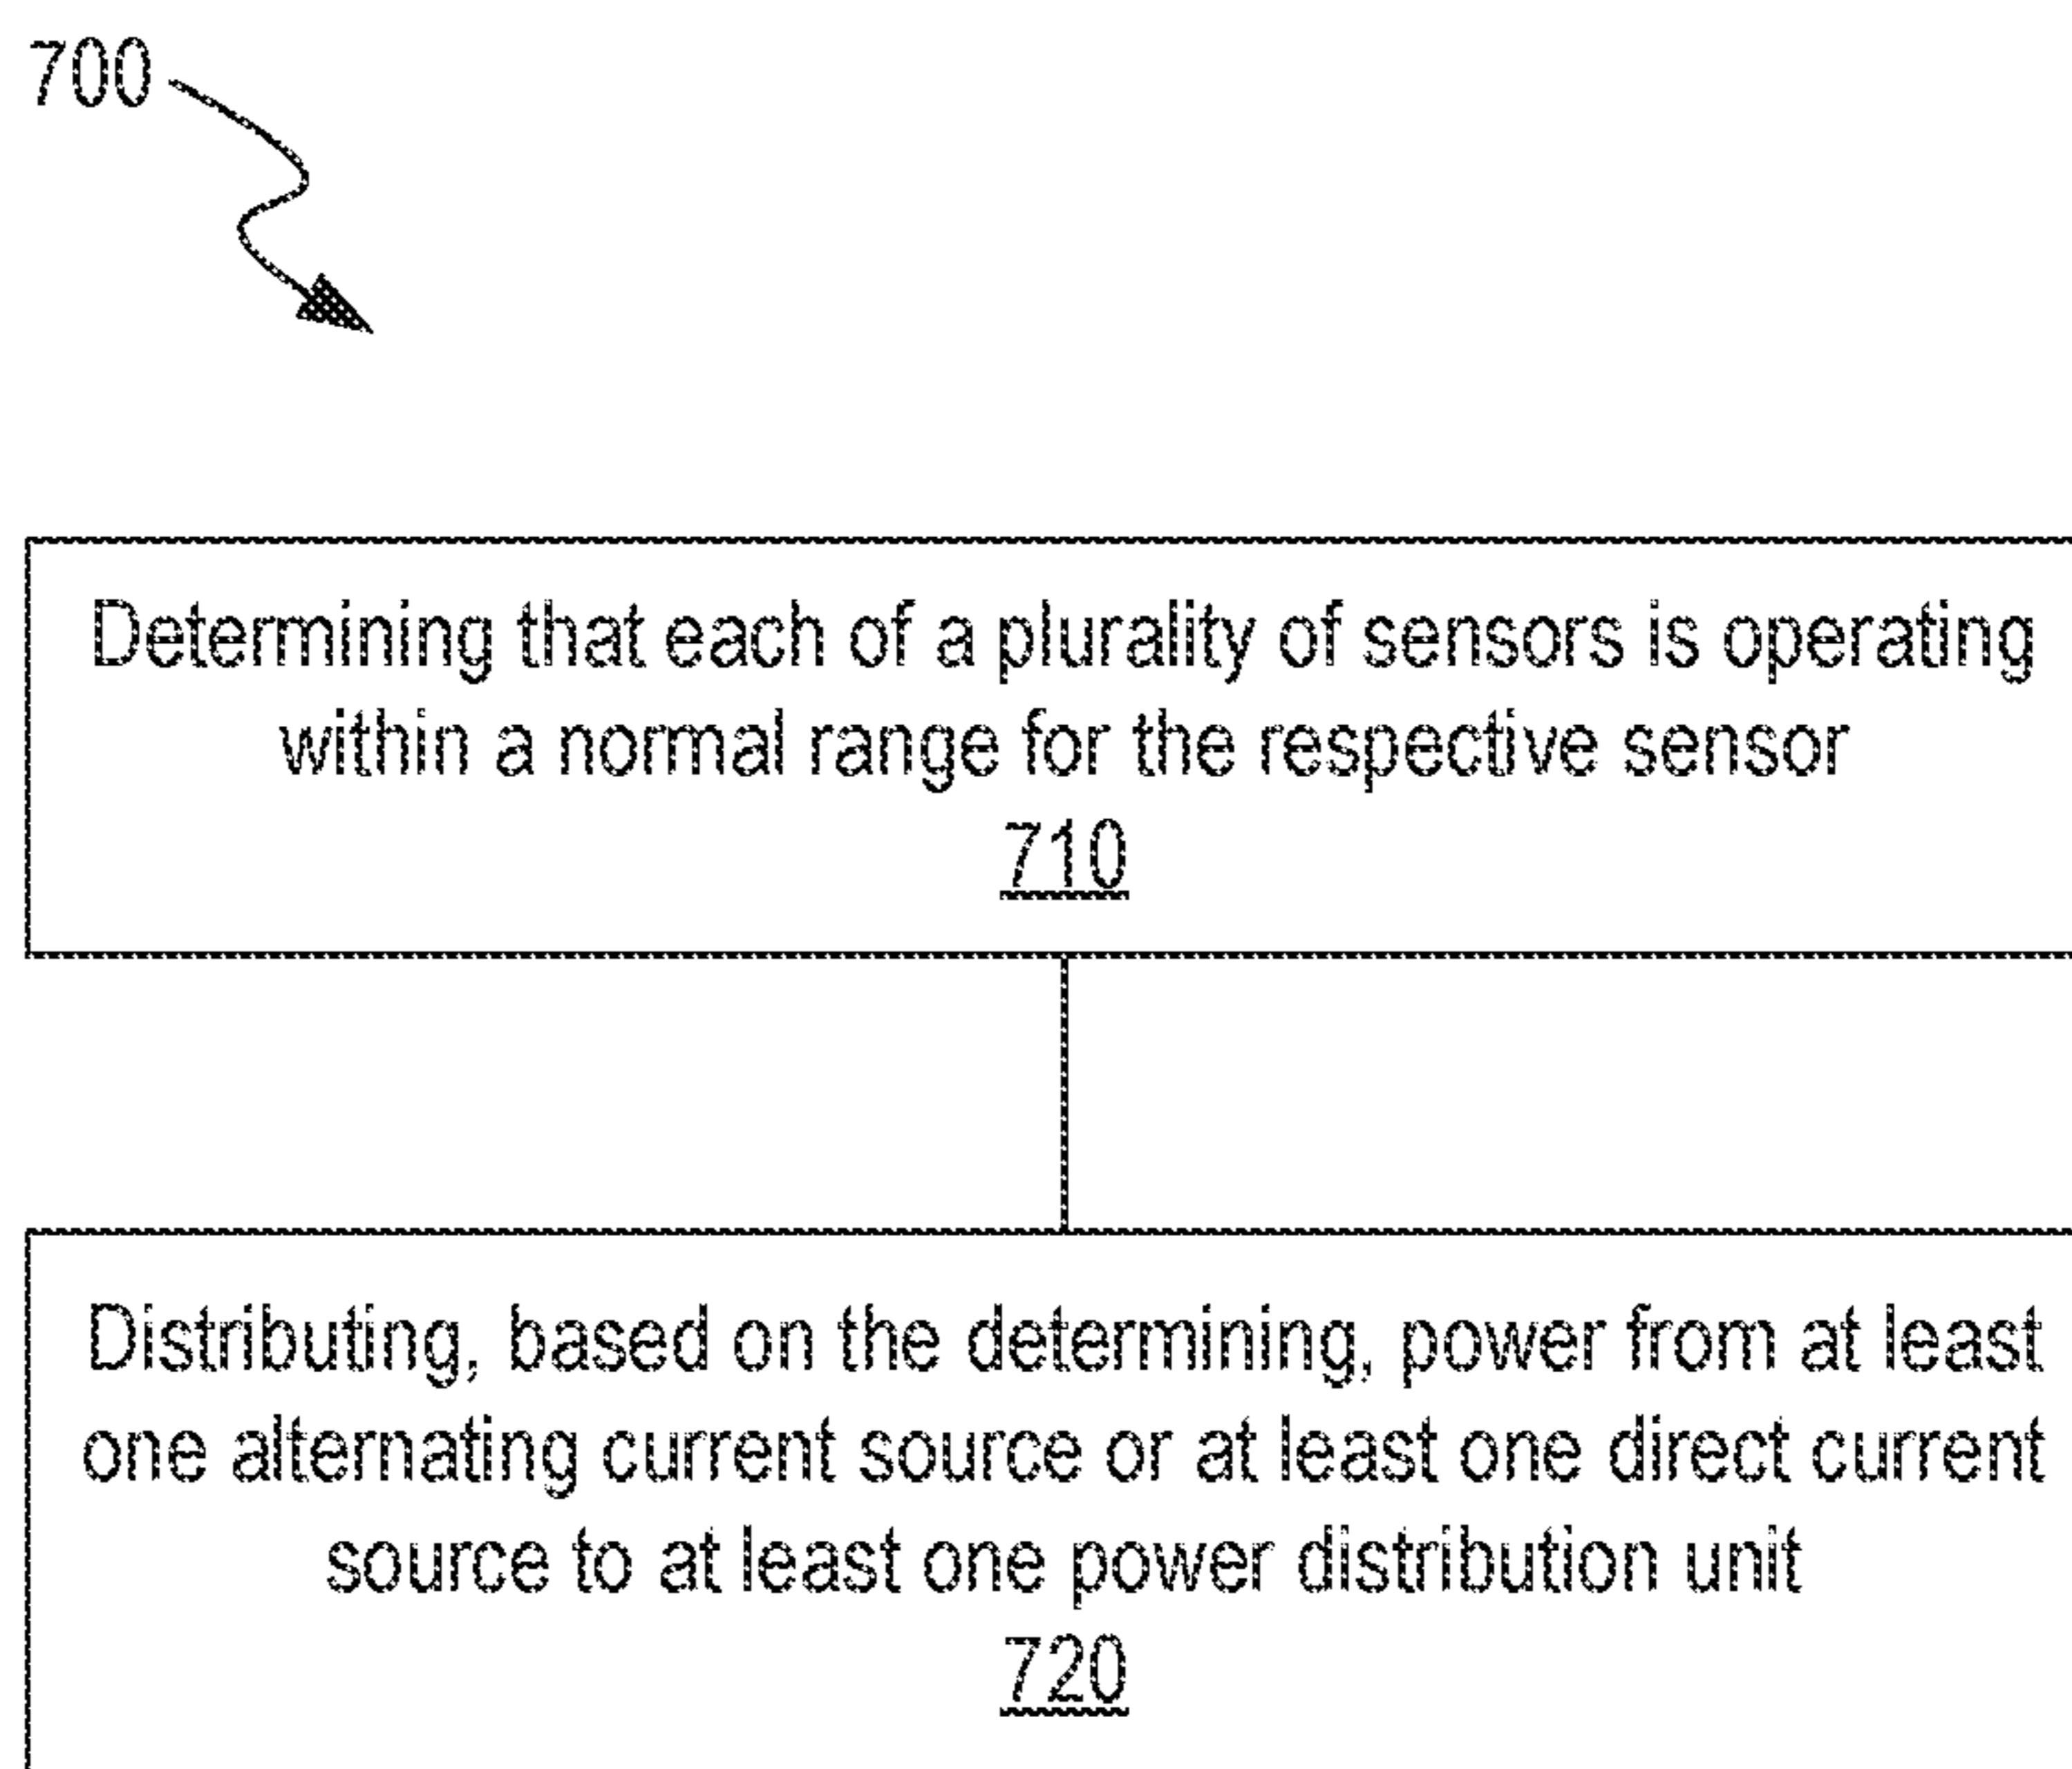 700
Determining that each of a plurality of sensors is operating
within a normal range for the respective sensor
710
Distributing, based on the determining, power from at least
one alternating current source or at least one direct current
source to at least one power distribution unit
720